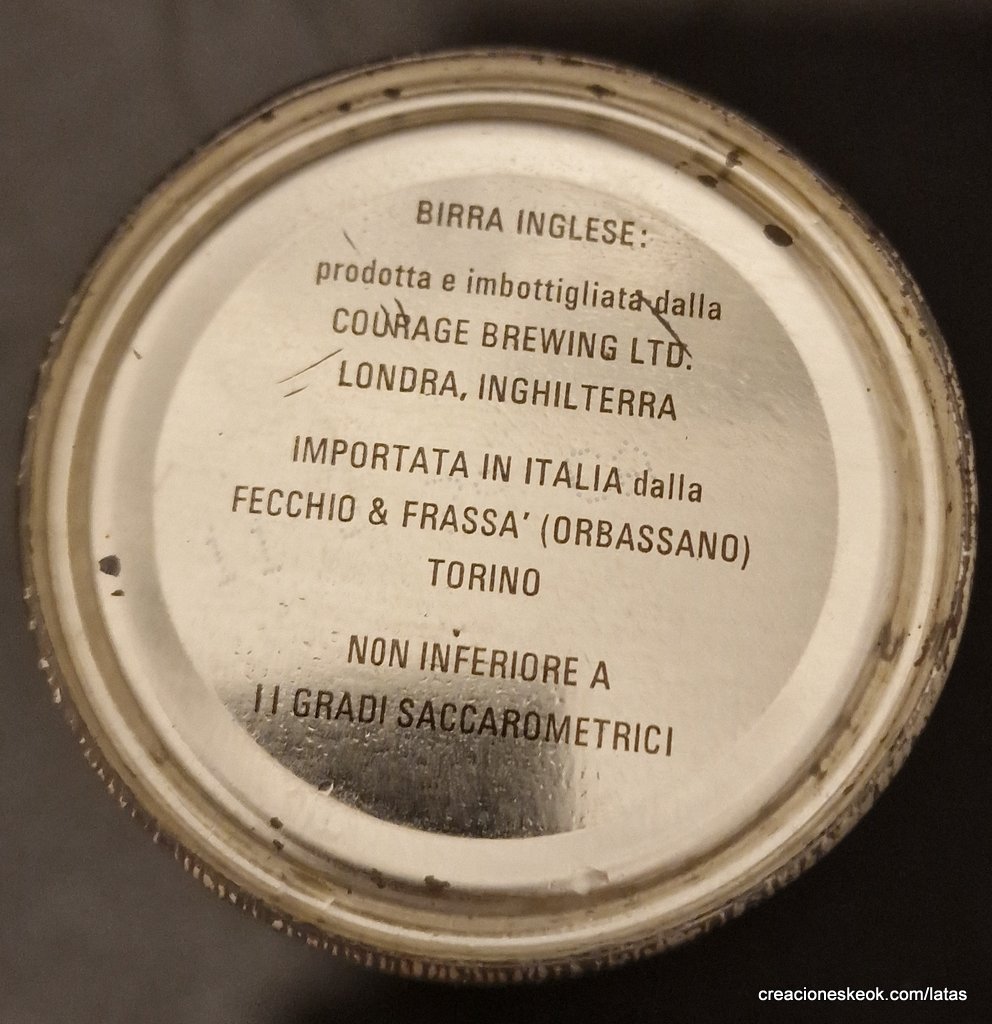 BIRRA INGLESE:
prodotta e imbottigliata dalla
COURAGE BREWING LTD.
LONDRA, INGHILTERRA
IMPORTATA IN ITALIA dalla
FECCHIO & FRASSA' (ORBASSANO)
TORINO
NON INFERIORE A
11 GRADI SACCAROMETRICI
creacioneskeok.com/latas